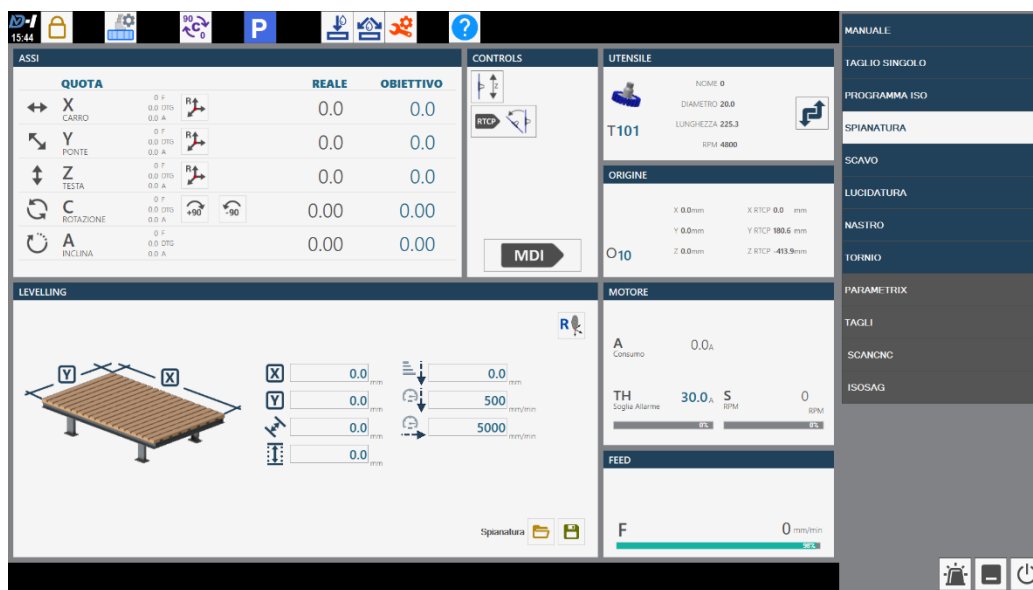 15:44
90 C 0
P
?
ASSI
QUOTA REALE OBIETTIVO
X CARRO 0 F 0.0 DTG 0.0 A R 0.0 0.0
Y PONTE 0 F 0.0 DTG 0.0 A R 0.0 0.0
Z TESTA 0 F 0.0 DTG 0.0 A R 0.0 0.0
C ROTAZIONE 0 F 0.0 DTG 0.0 A +90 -90 0.00 0.00
A INCLINA 0 F 0.0 DTG 0.0 A 0.00 0.00
CONTROLS
Z
RTCP
MDI
UTENSILE
NOME 0
DIAMETRO 20.0
LUNGHEZZA 225.3
RPM 4800
T101
ORIGINE
X 0.0mm X RTCP 0.0 mm
Y 0.0mm Y RTCP 180.6 mm
Z 0.0mm Z RTCP -413.9mm
O10
LEVELLING
R
Y X
X 0.0 mm 0.0 mm
Y 0.0 mm 500 mm/min
0.0 mm 5000 mm/min
0.0 mm
Spianatura
MOTORE
A Consumo 0.0A
TH Soglia Allarme 30.0 A S RPM 0 RPM
0% 0%
FEED
F 0 mm/min
98%
MANUALE
TAGLIO SINGOLO
PROGRAMMA ISO
SPIANATURA
SCAVO
LUCIDATURA
NASTRO
TORNIO
PARAMETRIX
TAGLI
SCANCNC
ISOSAG